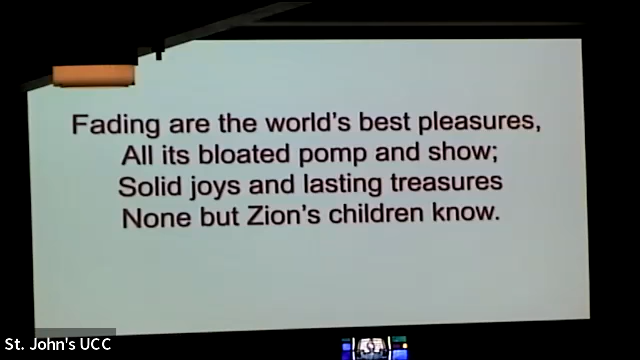 Fading are the world's best pleasures,
All its bloated pomp and show;
Solid joys and lasting treasures
None but Zion's children know.
St. John's UCC